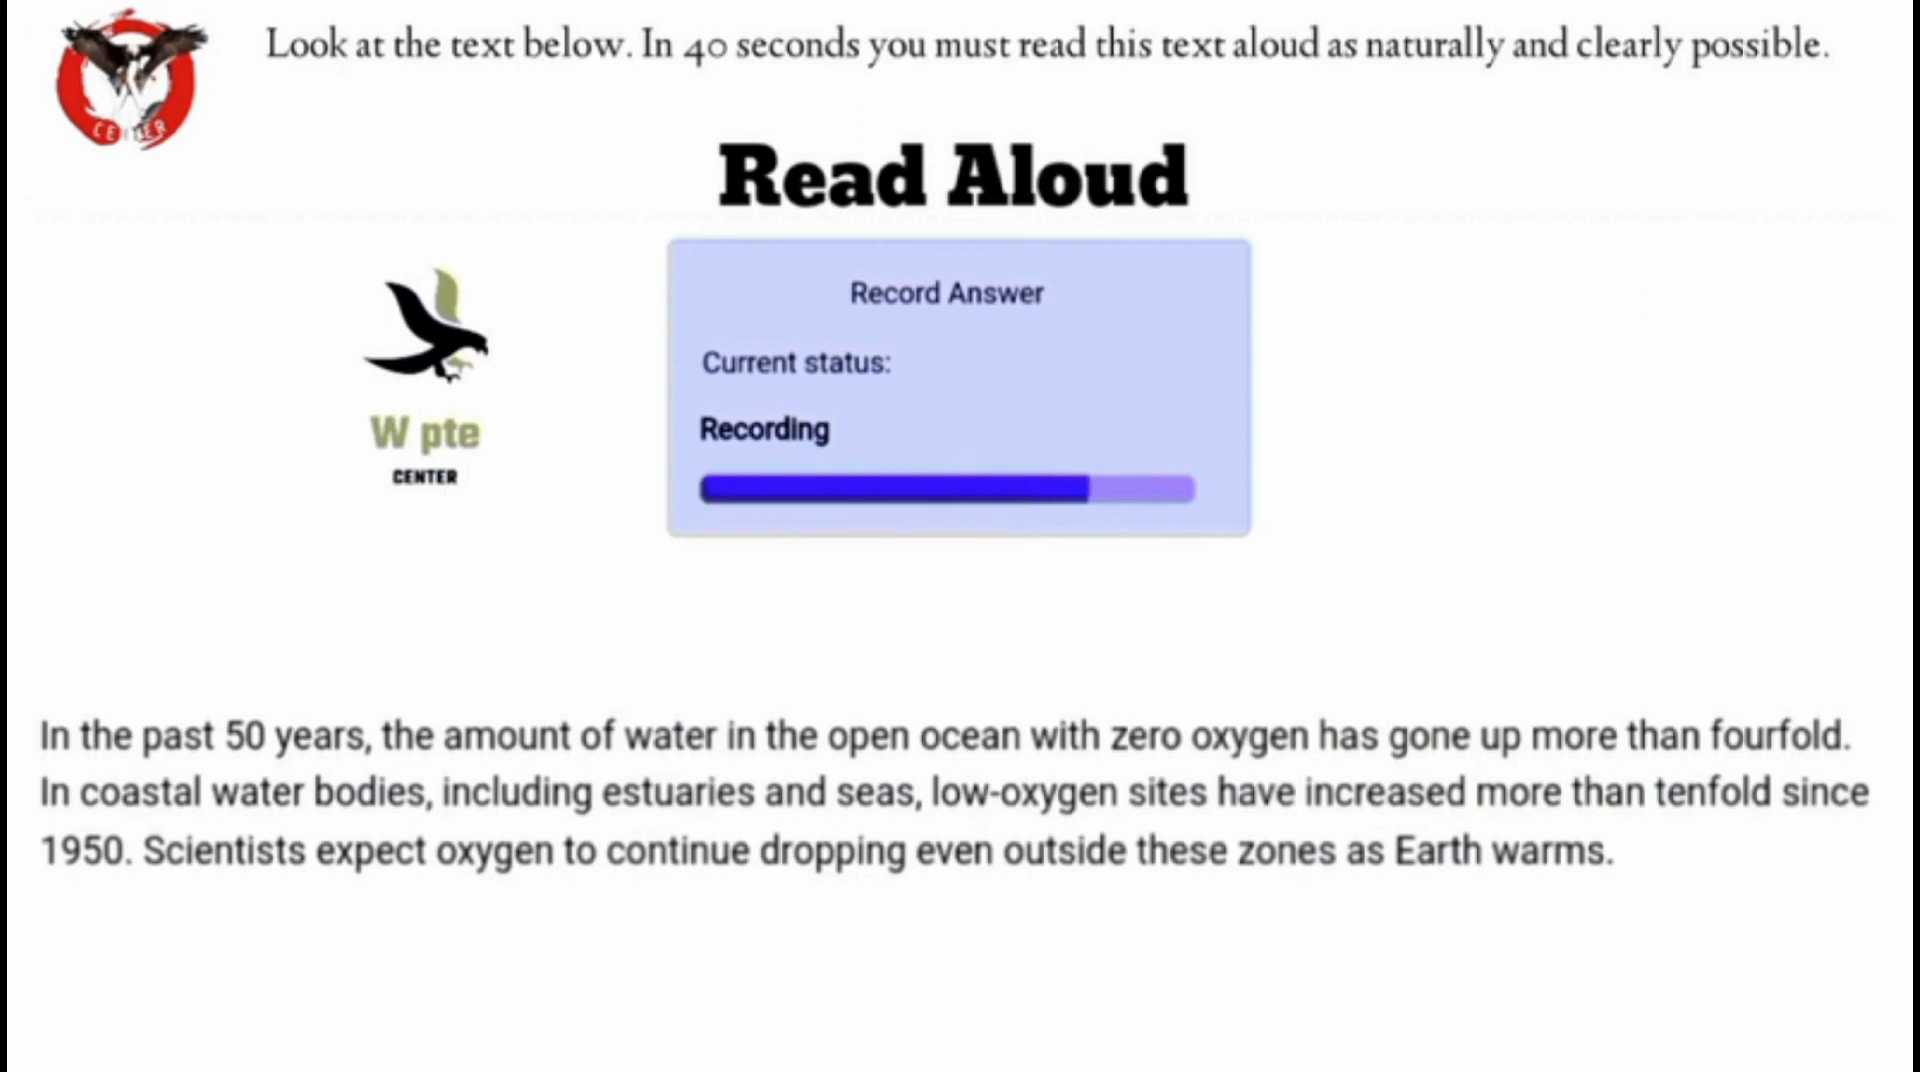 Look at the text below. In 40 seconds you must read this text aloud as naturally and clearly possible.
CENTER
Read Aloud
Record Answer
Current status:
Recording
W pte
CENTER
In the past 50 years, the amount of water in the open ocean with zero oxygen has gone up more than fourfold.
In coastal water bodies, including estuaries and seas, low-oxygen sites have increased more than tenfold since
1950. Scientists expect oxygen to continue dropping even outside these zones as Earth warms.